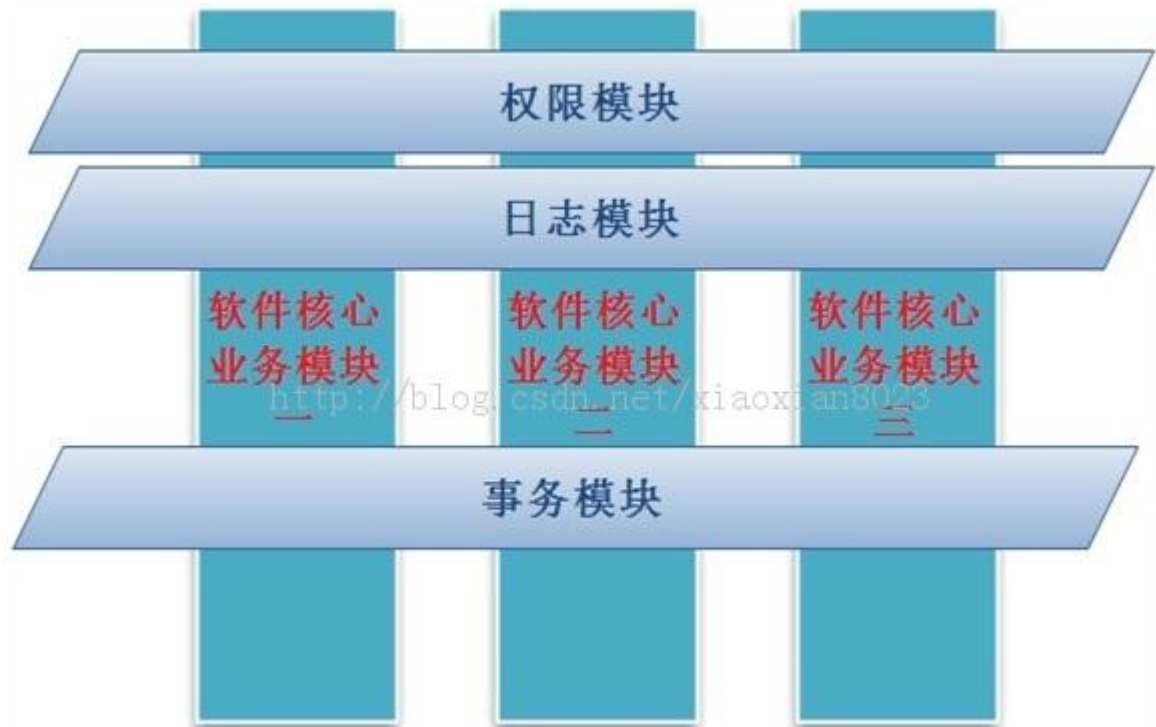 权限模块
日志模块
软件核心
业务模块
一
软件核心
业务模块
二
软件核心
业务模块
三
http://blog.csdn.net/xiaoxian8023
事务模块